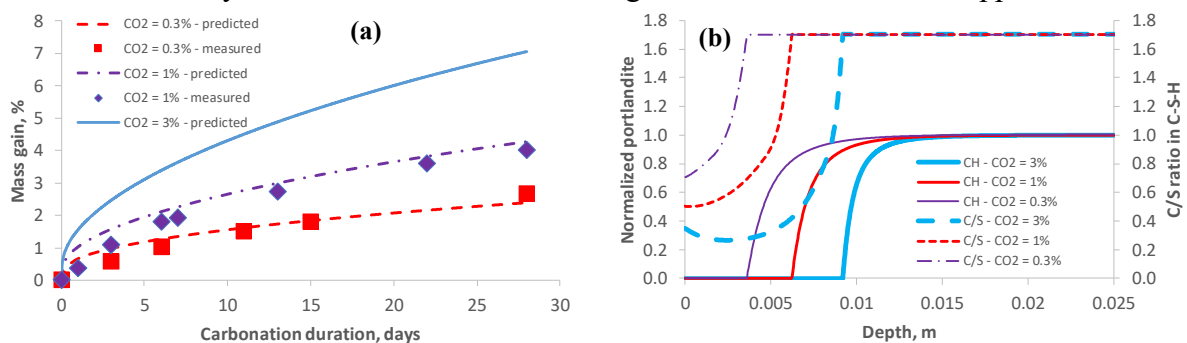 CO2 = 0.3% - predicted
CO2 = 0.3% - measured
CO2 = 1% - predicted
CO2 = 1% - measured
CO2 = 3% - predicted
(a)
Mass gain, %
8
7
6
5
4
3
2
1
0
0 5 10 15 20 25 30
Carbonation duration, days
(b)
Normalized portlandite
1.8
1.6
1.4
1.2
1.0
0.8
0.6
0.4
0.2
0.0
CH - CO2 = 3%
CH - CO2 = 1%
CH - CO2 = 0.3%
C/S - CO2 = 3%
C/S - CO2 = 1%
C/S - CO2 = 0.3%
1.8
1.6
1.4
1.2
1.0
0.8
0.6
0.4
0.2
0.0
C/S ratio in C-S-H
0 0.005 0.01 0.015 0.02 0.025
Depth, m